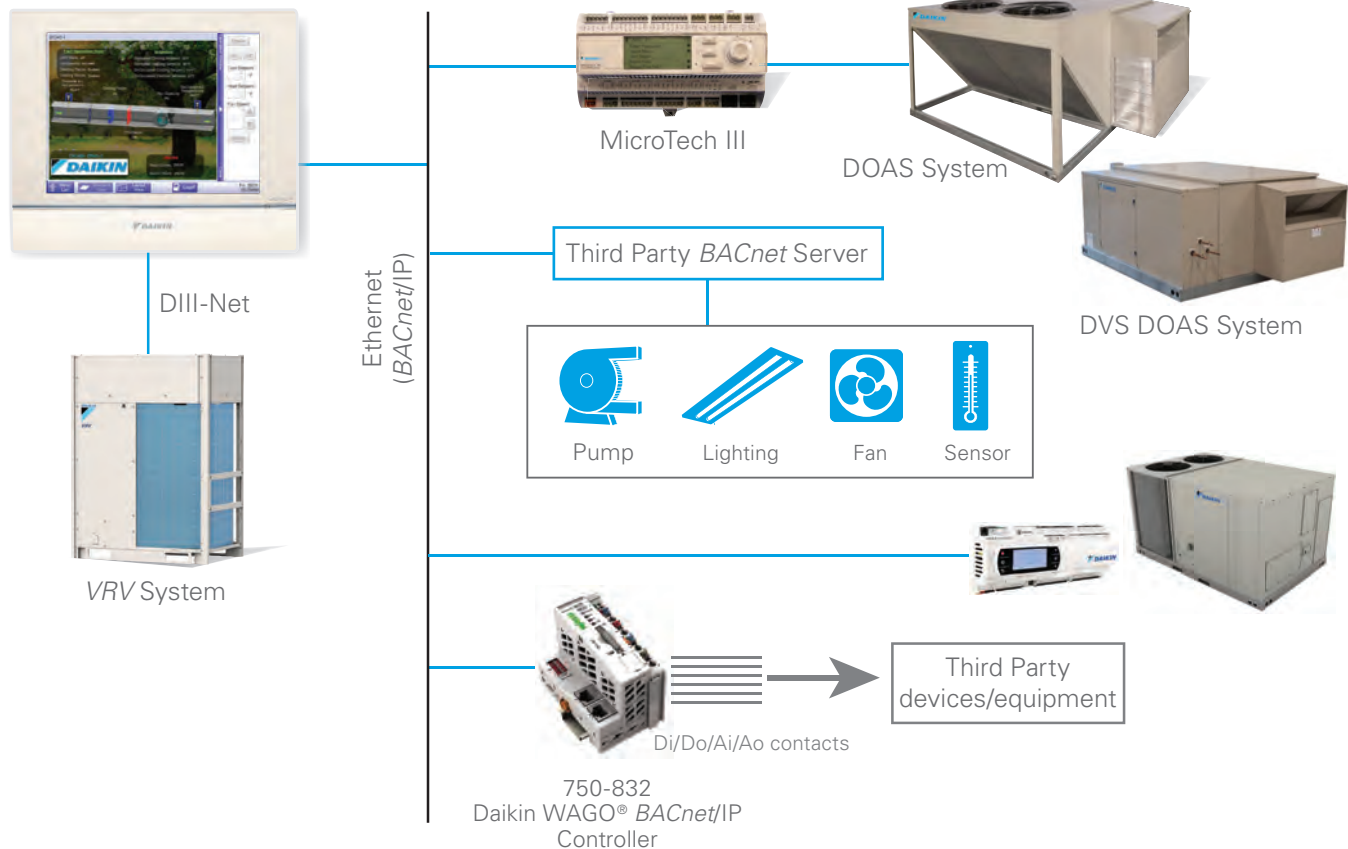 DAIKIN
DAIKIN
DIII-Net
VRV System
Ethernet
(BACnet/IP)
MicroTech III
DOAS System
DVS DOAS System
Third Party BACnet Server
Pump
Lighting
Fan
Sensor
DAIKIN
Di/Do/Ai/Ao contacts
Third Party
devices/equipment
750-832
Daikin WAGO® BACnet/IP
Controller